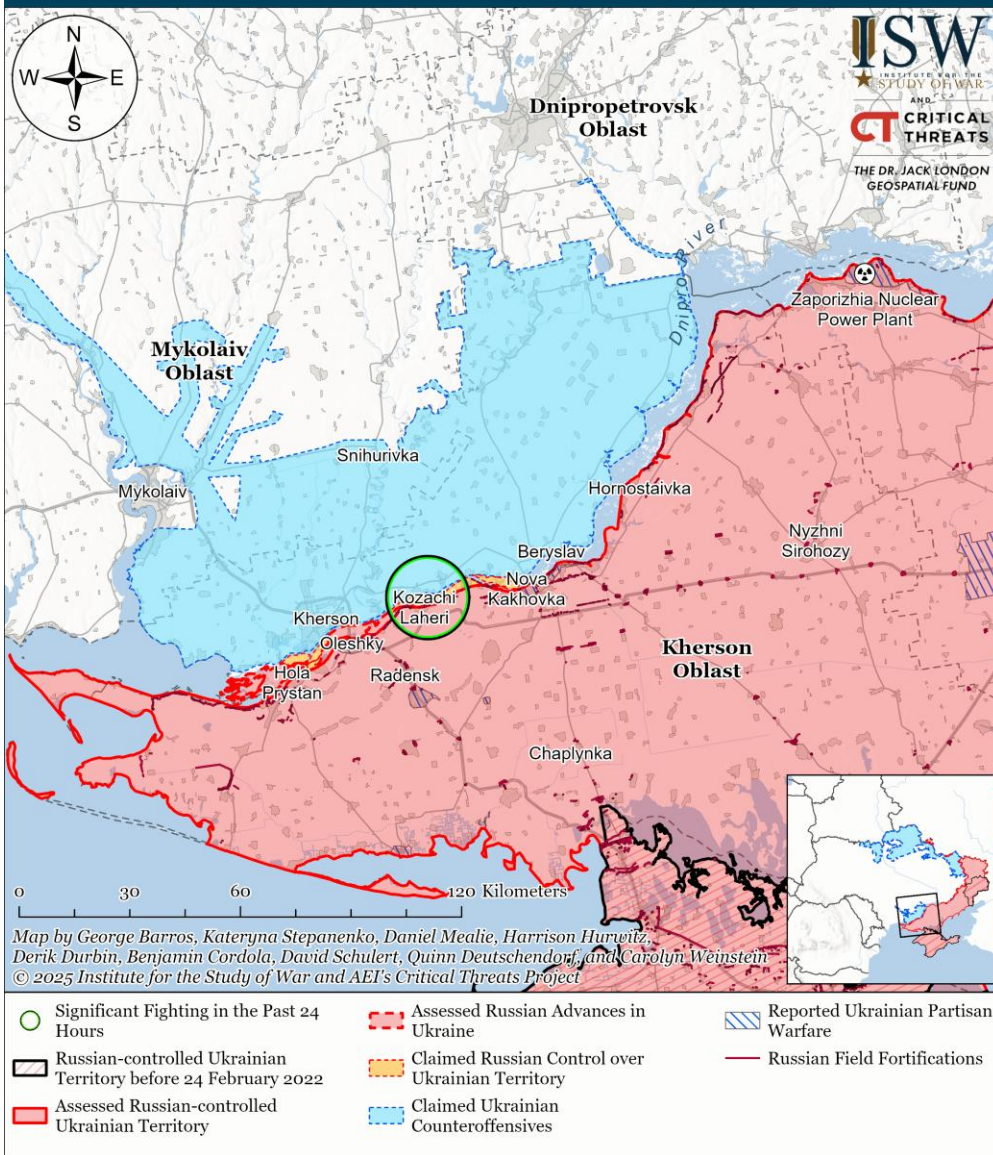 N
W E
S
ISW
INSTITUTE FOR THE
STUDY OF WAR
AND
CT CRITICAL
THREATS
THE DR. JACK LONDON
GEOSPATIAL FUND
Dnipropetrovsk
Oblast
Dnipro River
Zaporizhia Nuclear
Power Plant
Mykolaiv
Oblast
Snihurivka
Mykolaiv
Hornostaivka
Nyzhni
Sirohozy
Beryslav
Nova
Kakhovka
Kozachi
Laheri
Kherson
Oleshky
Kherson
Oblast
Hola
Prystan
Radensk
Chaplynka
0 30 60 120 Kilometers
Map by George Barros, Kateryna Stepanenko, Daniel Mealie, Harrison Hurwitz,
Derik Durbin, Benjamin Cordola, David Schulert, Quinn Deutschendorf, and Carolyn Weinstein
© 2025 Institute for the Study of War and AEI's Critical Threats Project
Significant Fighting in the Past 24
Hours
Russian-controlled Ukrainian
Territory before 24 February 2022
Assessed Russian-controlled
Ukrainian Territory
Assessed Russian Advances in
Ukraine
Claimed Russian Control over
Ukrainian Territory
Claimed Ukrainian
Counteroffensives
Reported Ukrainian Partisan
Warfare
Russian Field Fortifications